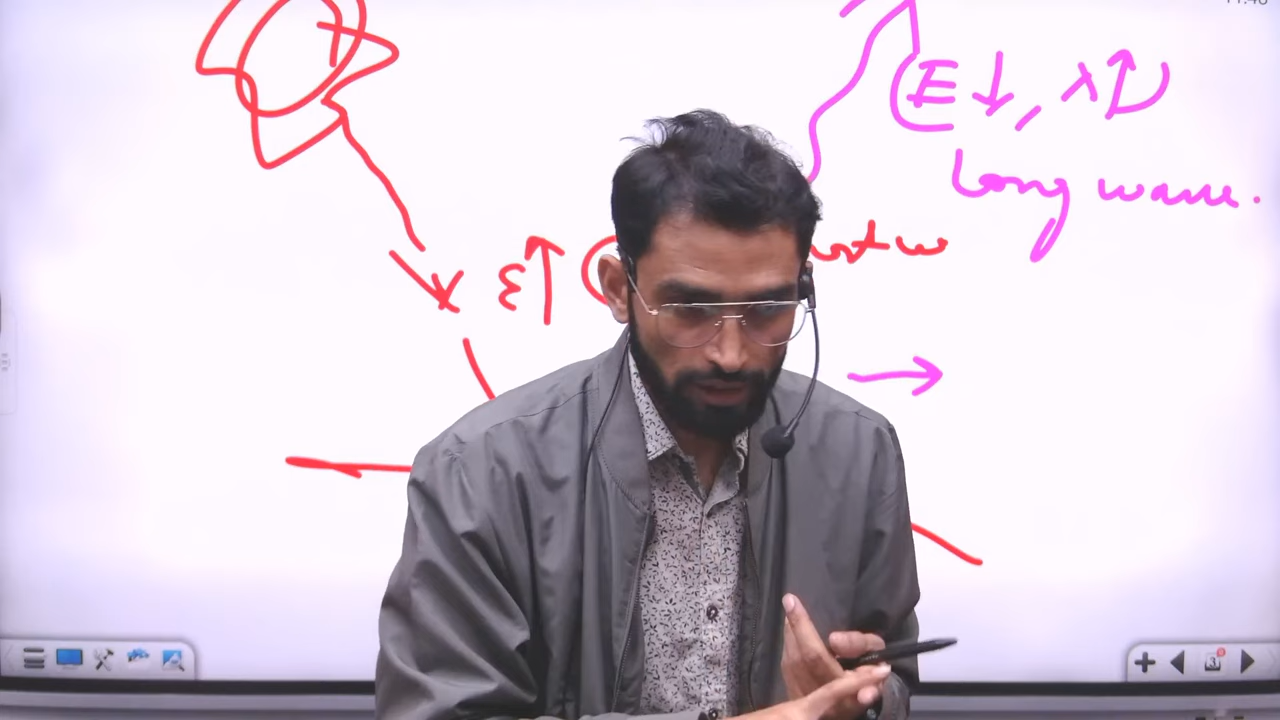 E↓, λ↑
Long wave.
ε↑